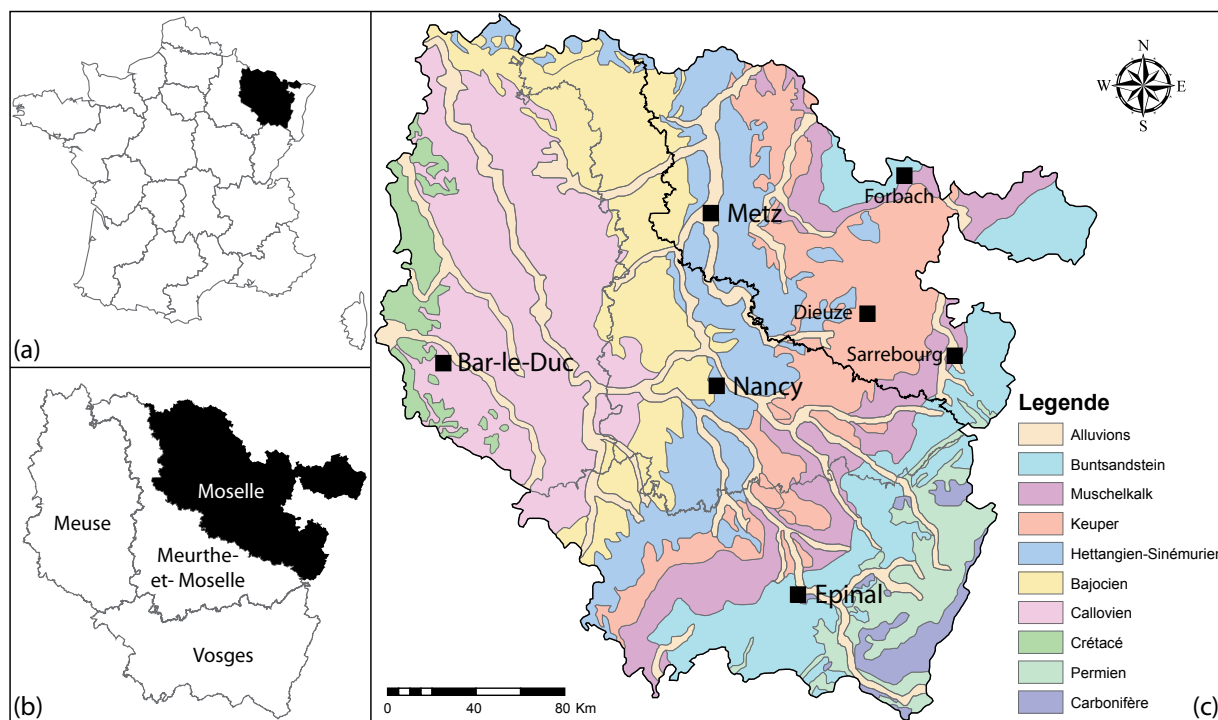 (a)
Meuse
Moselle
Meurthe-
et- Moselle
Vosges
(b)
N
W
E
S
Forbach
Metz
Dieuze
Sarrebourg
Bar-le-Duc
Nancy
Epinal
Legende
Alluvions
Buntsandstein
Muschelkalk
Keuper
Hettangien-Sinémurien
Bajocien
Callovien
Crétacé
Permien
Carbonifère
0 40 80 Km
(c)